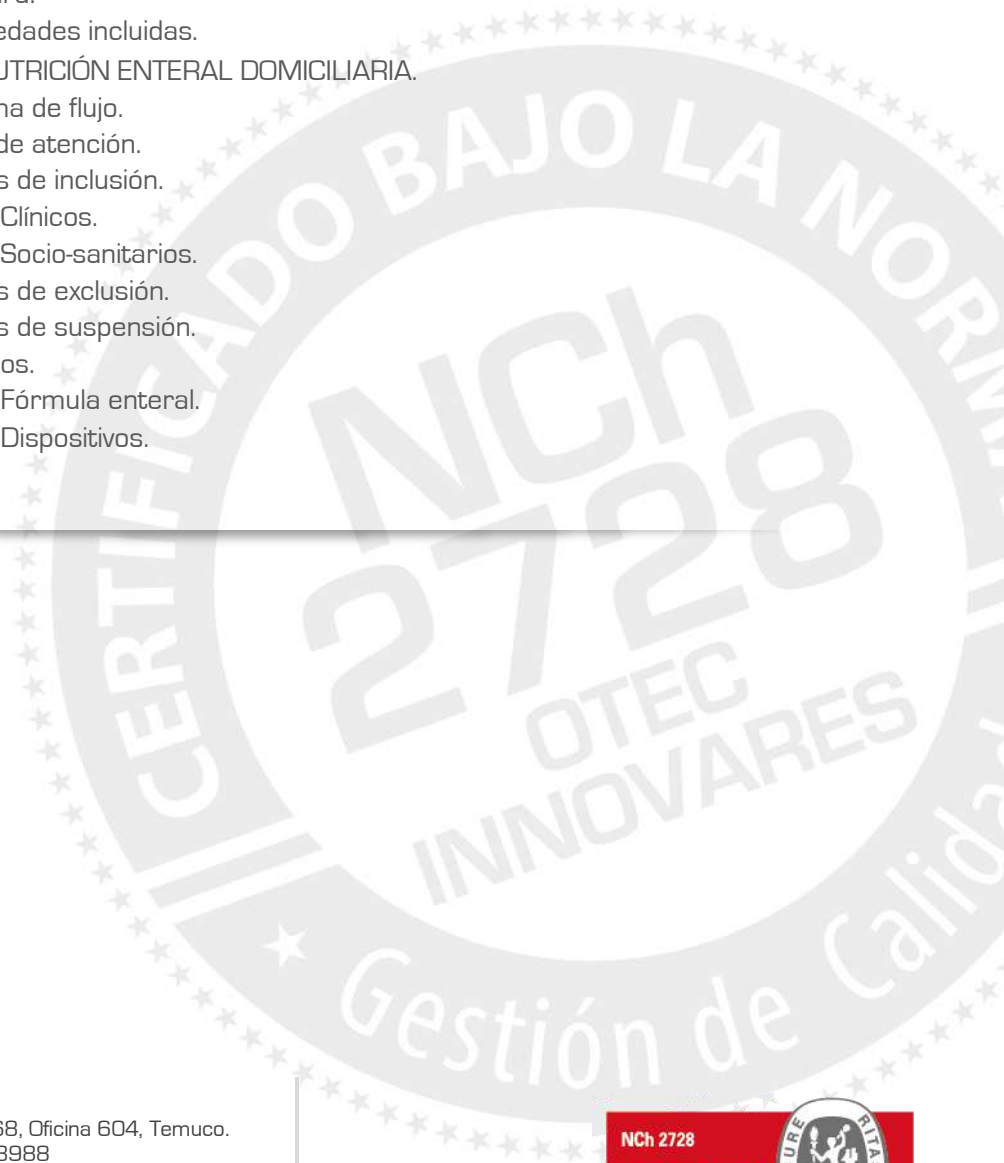 edades incluidas.
UTRICIÓN ENTERAL DOMICILIARIA.
na de flujo.
de atención.
s de inclusión.
Clínicos.
Socio-sanitarios.
s de exclusión.
s de suspensión.
os.
Fórmula enteral.
Dispositivos.
CERTIFICADO BAJO LA NORMA
NCh
2728
OTEC
INNOVARES
Gestión de Calidad
68, Oficina 604, Temuco.
8988
NCh 2728